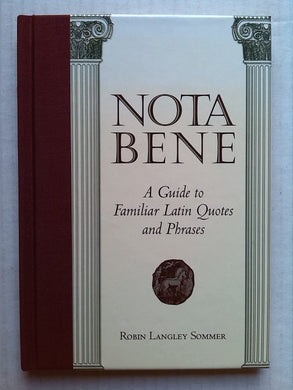 NOTA
BENE
A Guide to
Familiar Latin Quotes
and Phrases
ROBIN LANGLEY SOMMER